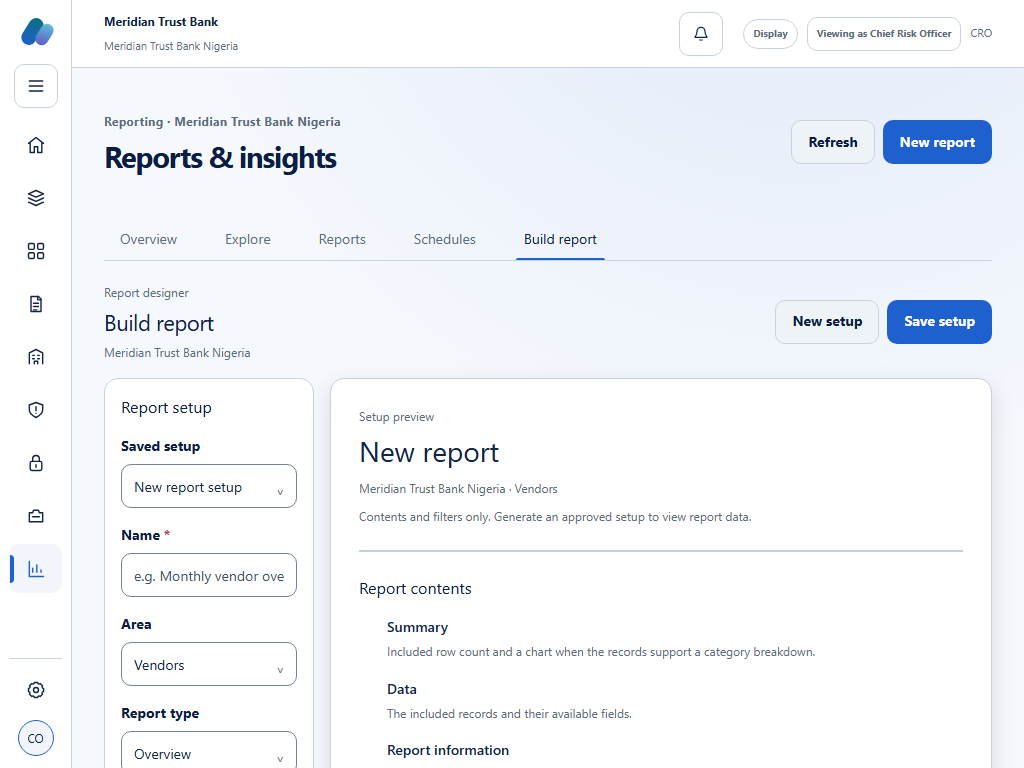 Meridian Trust Bank
Meridian Trust Bank Nigeria
Display
Viewing as Chief Risk Officer
CRO
Reporting · Meridian Trust Bank Nigeria
Reports & insights
Refresh
New report
Overview
Explore
Reports
Schedules
Build report
Report designer
Build report
Meridian Trust Bank Nigeria
New setup
Save setup
Report setup
Saved setup
New report setup
Name *
e.g. Monthly vendor ove
Area
Vendors
Report type
Overview
Setup preview
New report
Meridian Trust Bank Nigeria · Vendors
Contents and filters only. Generate an approved setup to view report data.
Report contents
Summary
Included row count and a chart when the records support a category breakdown.
Data
The included records and their available fields.
Report information
CO